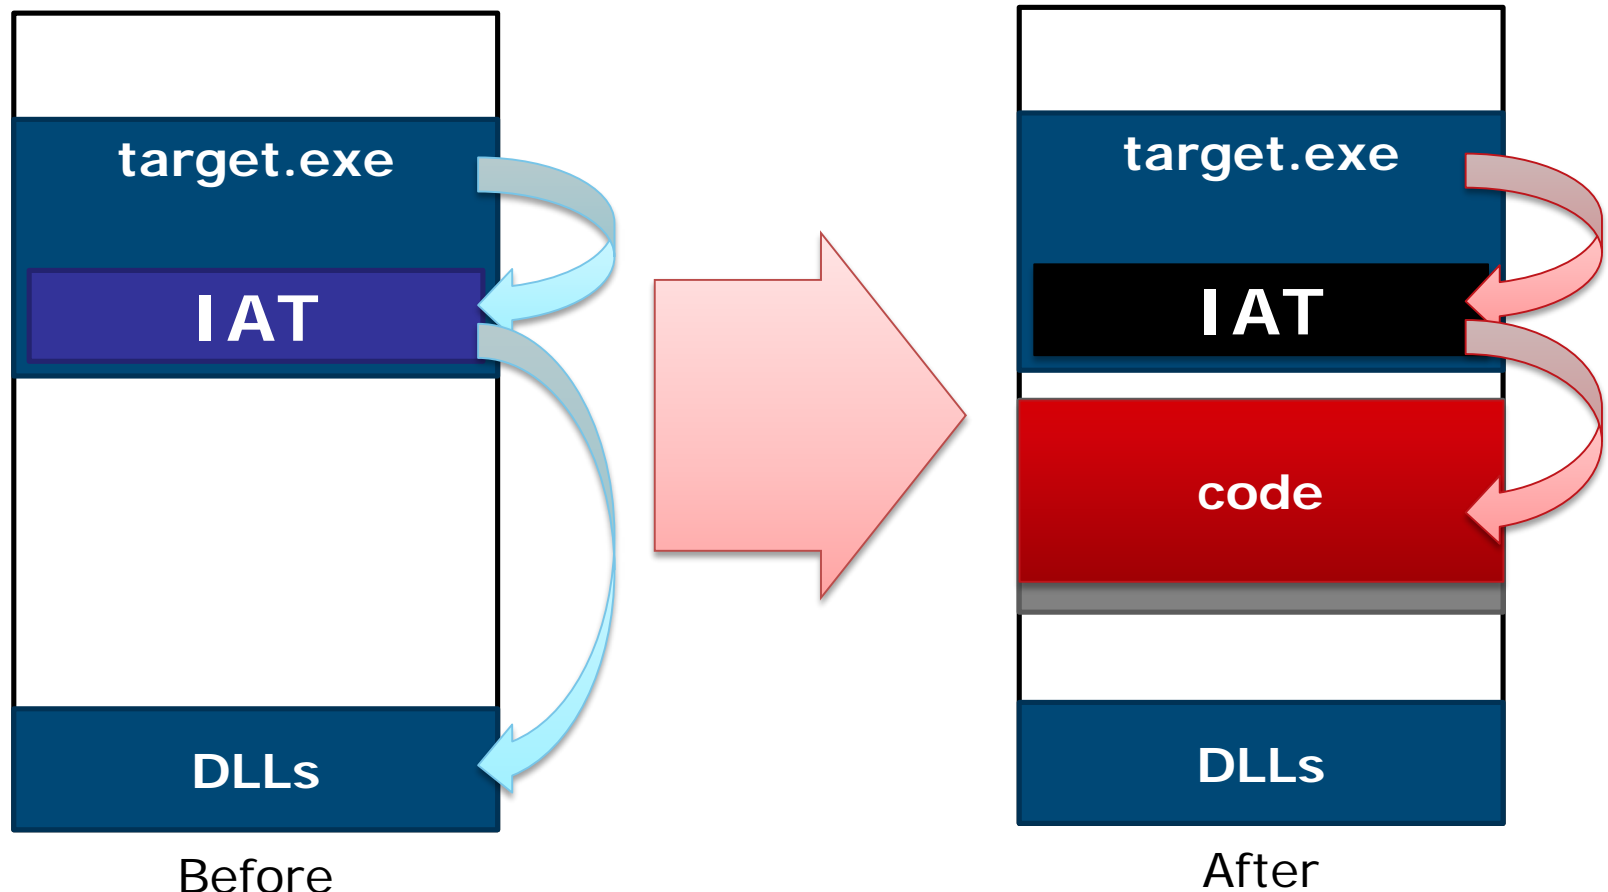 target.exe
IAT
DLLs
Before
target.exe
IAT
code
DLLs
After